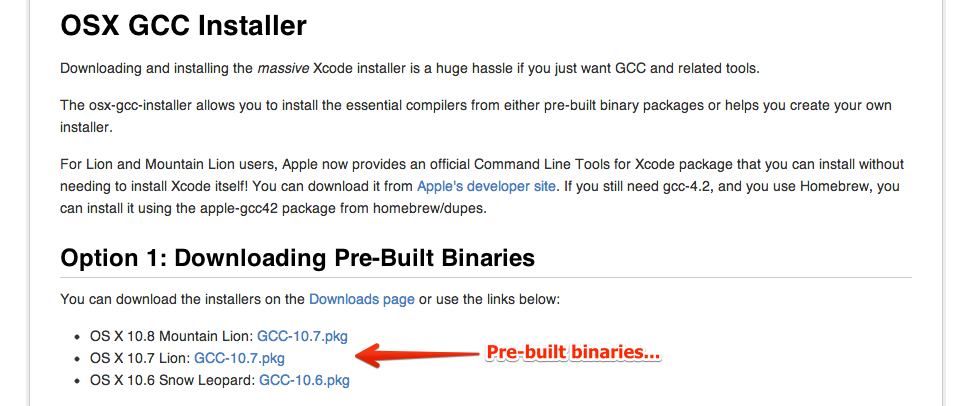 OSX GCC Installer
Downloading and installing the massive Xcode installer is a huge hassle if you just want GCC and related tools.
The osx-gcc-installer allows you to install the essential compilers from either pre-built binary packages or helps you create your own
installer.
For Lion and Mountain Lion users, Apple now provides an official Command Line Tools for Xcode package that you can install without
needing to install Xcode itself! You can download it from Apple's developer site. If you still need gcc-4.2, and you use Homebrew, you
can install it using the apple-gcc42 package from homebrew/dupes.
Option 1: Downloading Pre-Built Binaries
You can download the installers on the Downloads page or use the links below:
• OS X 10.8 Mountain Lion: GCC-10.7.pkg
• OS X 10.7 Lion: GCC-10.7.pkg
Pre-built binaries...
• OS X 10.6 Snow Leopard: GCC-10.6.pkg